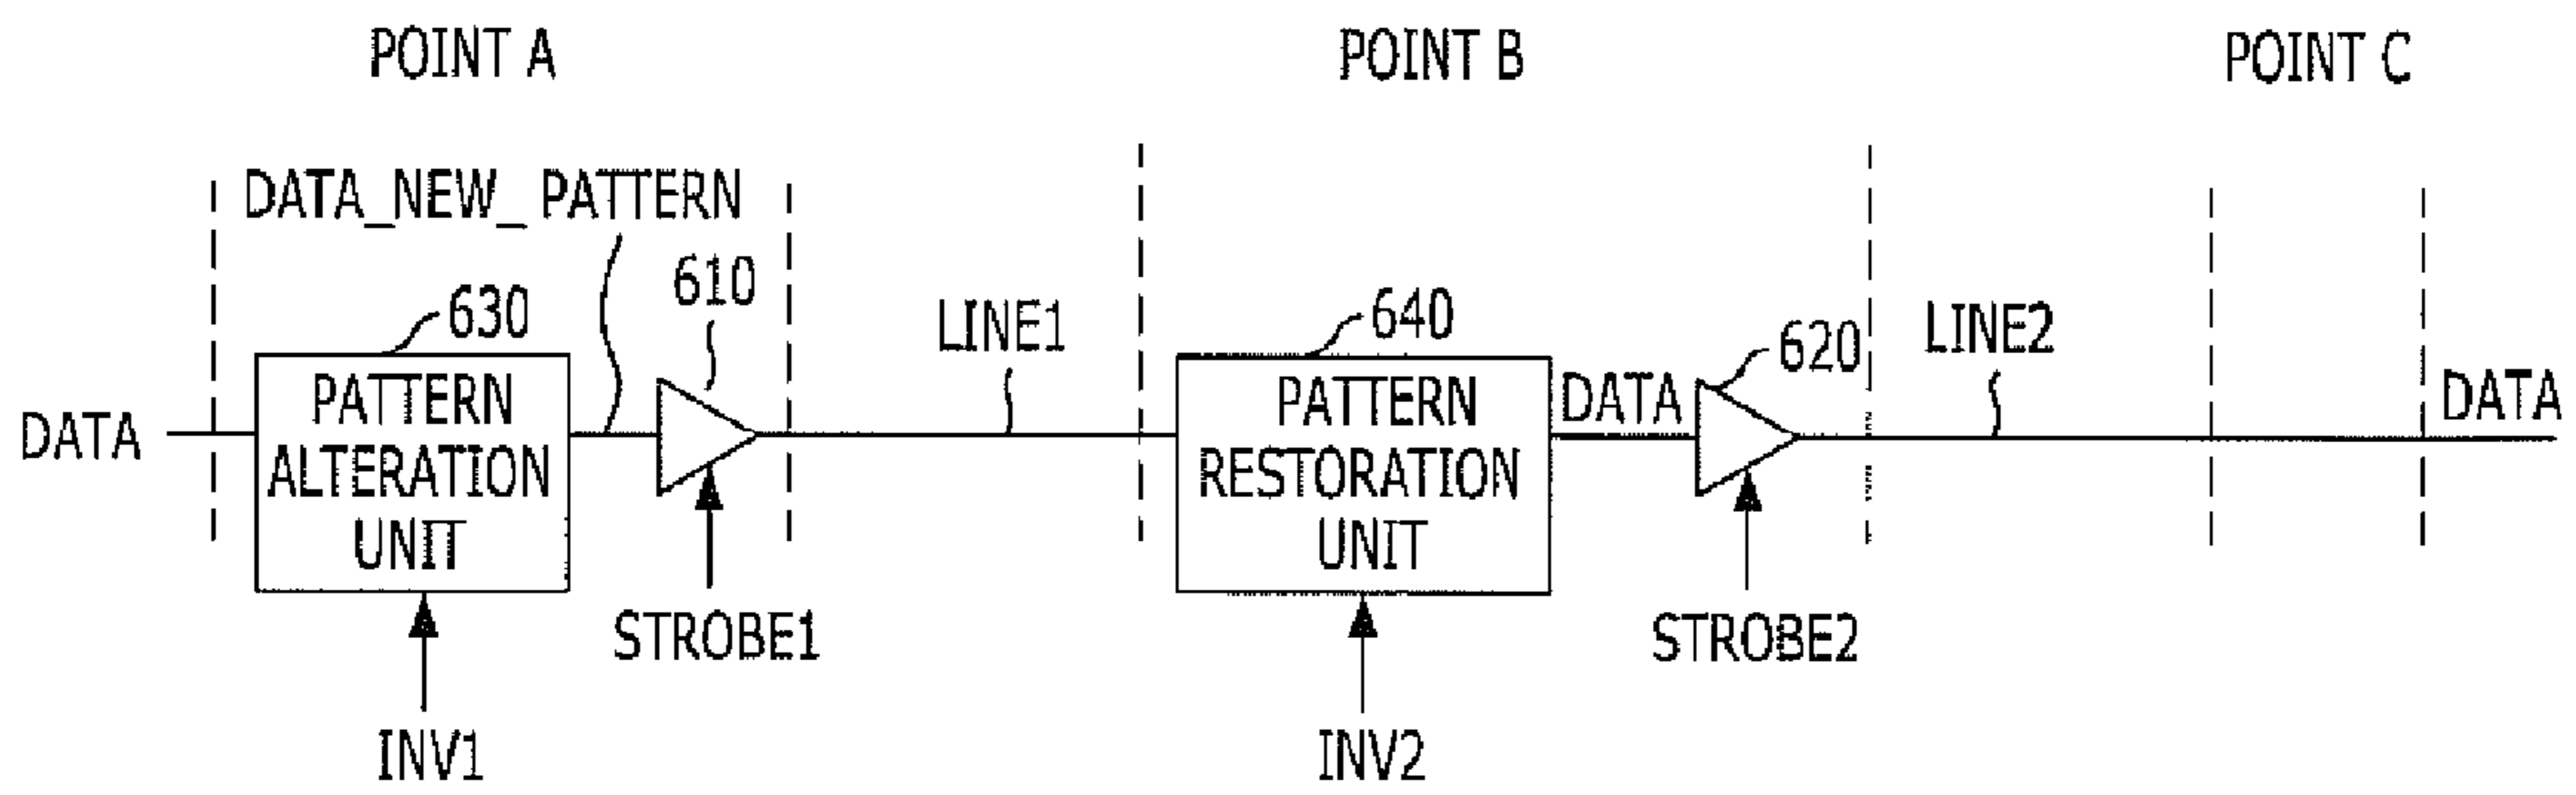 POINT A
POINT B
POINT C
DATA_NEW_ PATTERN
610
630
LINE1
640
620
LINE2
DATA
PATTERN
ALTERATION
UNIT
PATTERN
RESTORATION
UNIT
DATA
DATA
STROBE1
STROBE2
INV1
INV2